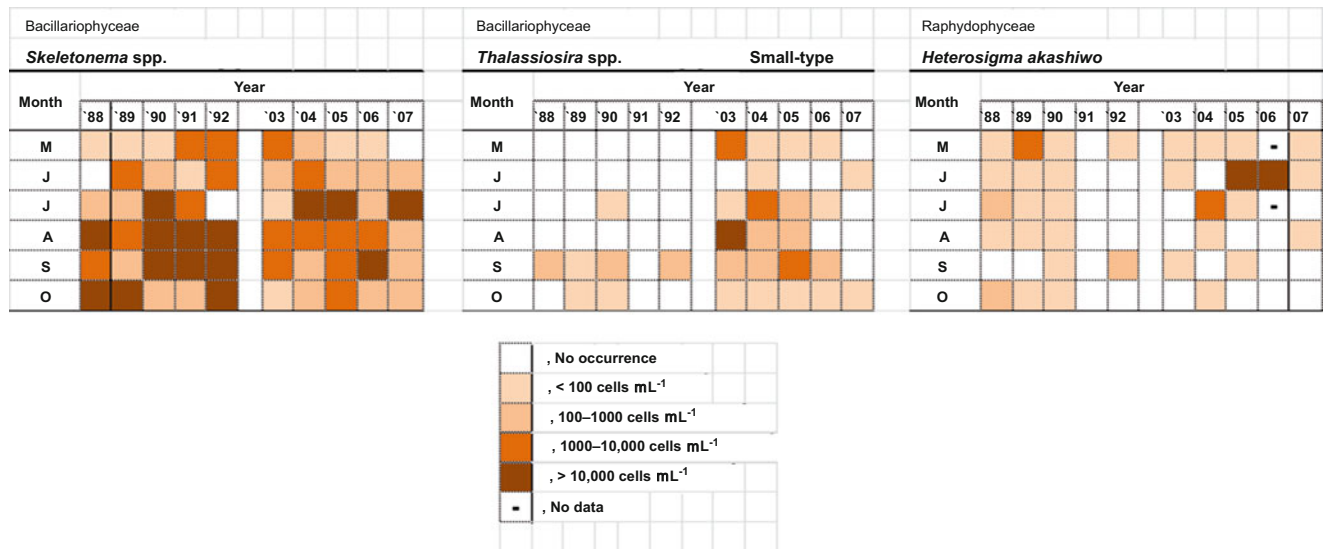 Bacillariophyceae
Skeletonema spp.
Month
Year
`88 `89 `90 `91 `92 `03 `04 `05 `06 `07
M
J
J
A
S
O
Bacillariophyceae
Thalassiosira spp. Small-type
Month
Year
`88 `89 `90 `91 `92 `03 `04 `05 `06 `07
M
J
J
A
S
O
Raphydophyceae
Heterosigma akashiwo
Month
Year
`88 `89 `90 `91 `92 `03 `04 `05 `06 `07
M -
J
J -
A
S
O
, No occurrence
, < 100 cells mL-1
, 100–1000 cells mL-1
, 1000–10,000 cells mL-1
, > 10,000 cells mL-1
- , No data